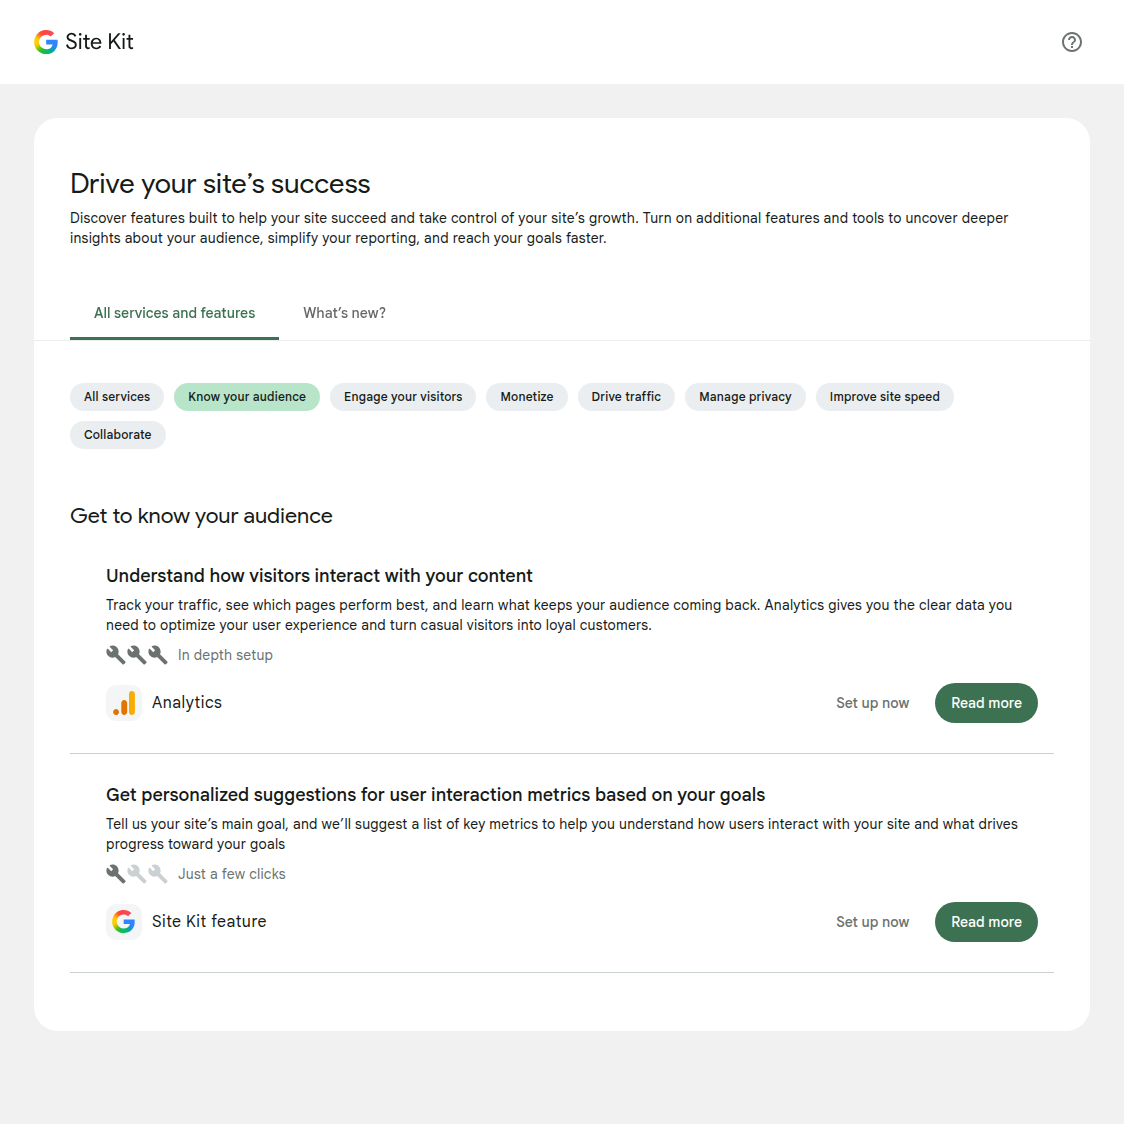 Site Kit
Drive your site’s success
Discover features built to help your site succeed and take control of your site’s growth. Turn on additional features and tools to uncover deeper
insights about your audience, simplify your reporting, and reach your goals faster.
All services and features
What’s new?
All services
Know your audience
Engage your visitors
Monetize
Drive traffic
Manage privacy
Improve site speed
Collaborate
Get to know your audience
Understand how visitors interact with your content
Track your traffic, see which pages perform best, and learn what keeps your audience coming back. Analytics gives you the clear data you
need to optimize your user experience and turn casual visitors into loyal customers.
In depth setup
Analytics
Set up now
Read more
Get personalized suggestions for user interaction metrics based on your goals
Tell us your site’s main goal, and we’ll suggest a list of key metrics to help you understand how users interact with your site and what drives
progress toward your goals
Just a few clicks
Site Kit feature
Set up now
Read more